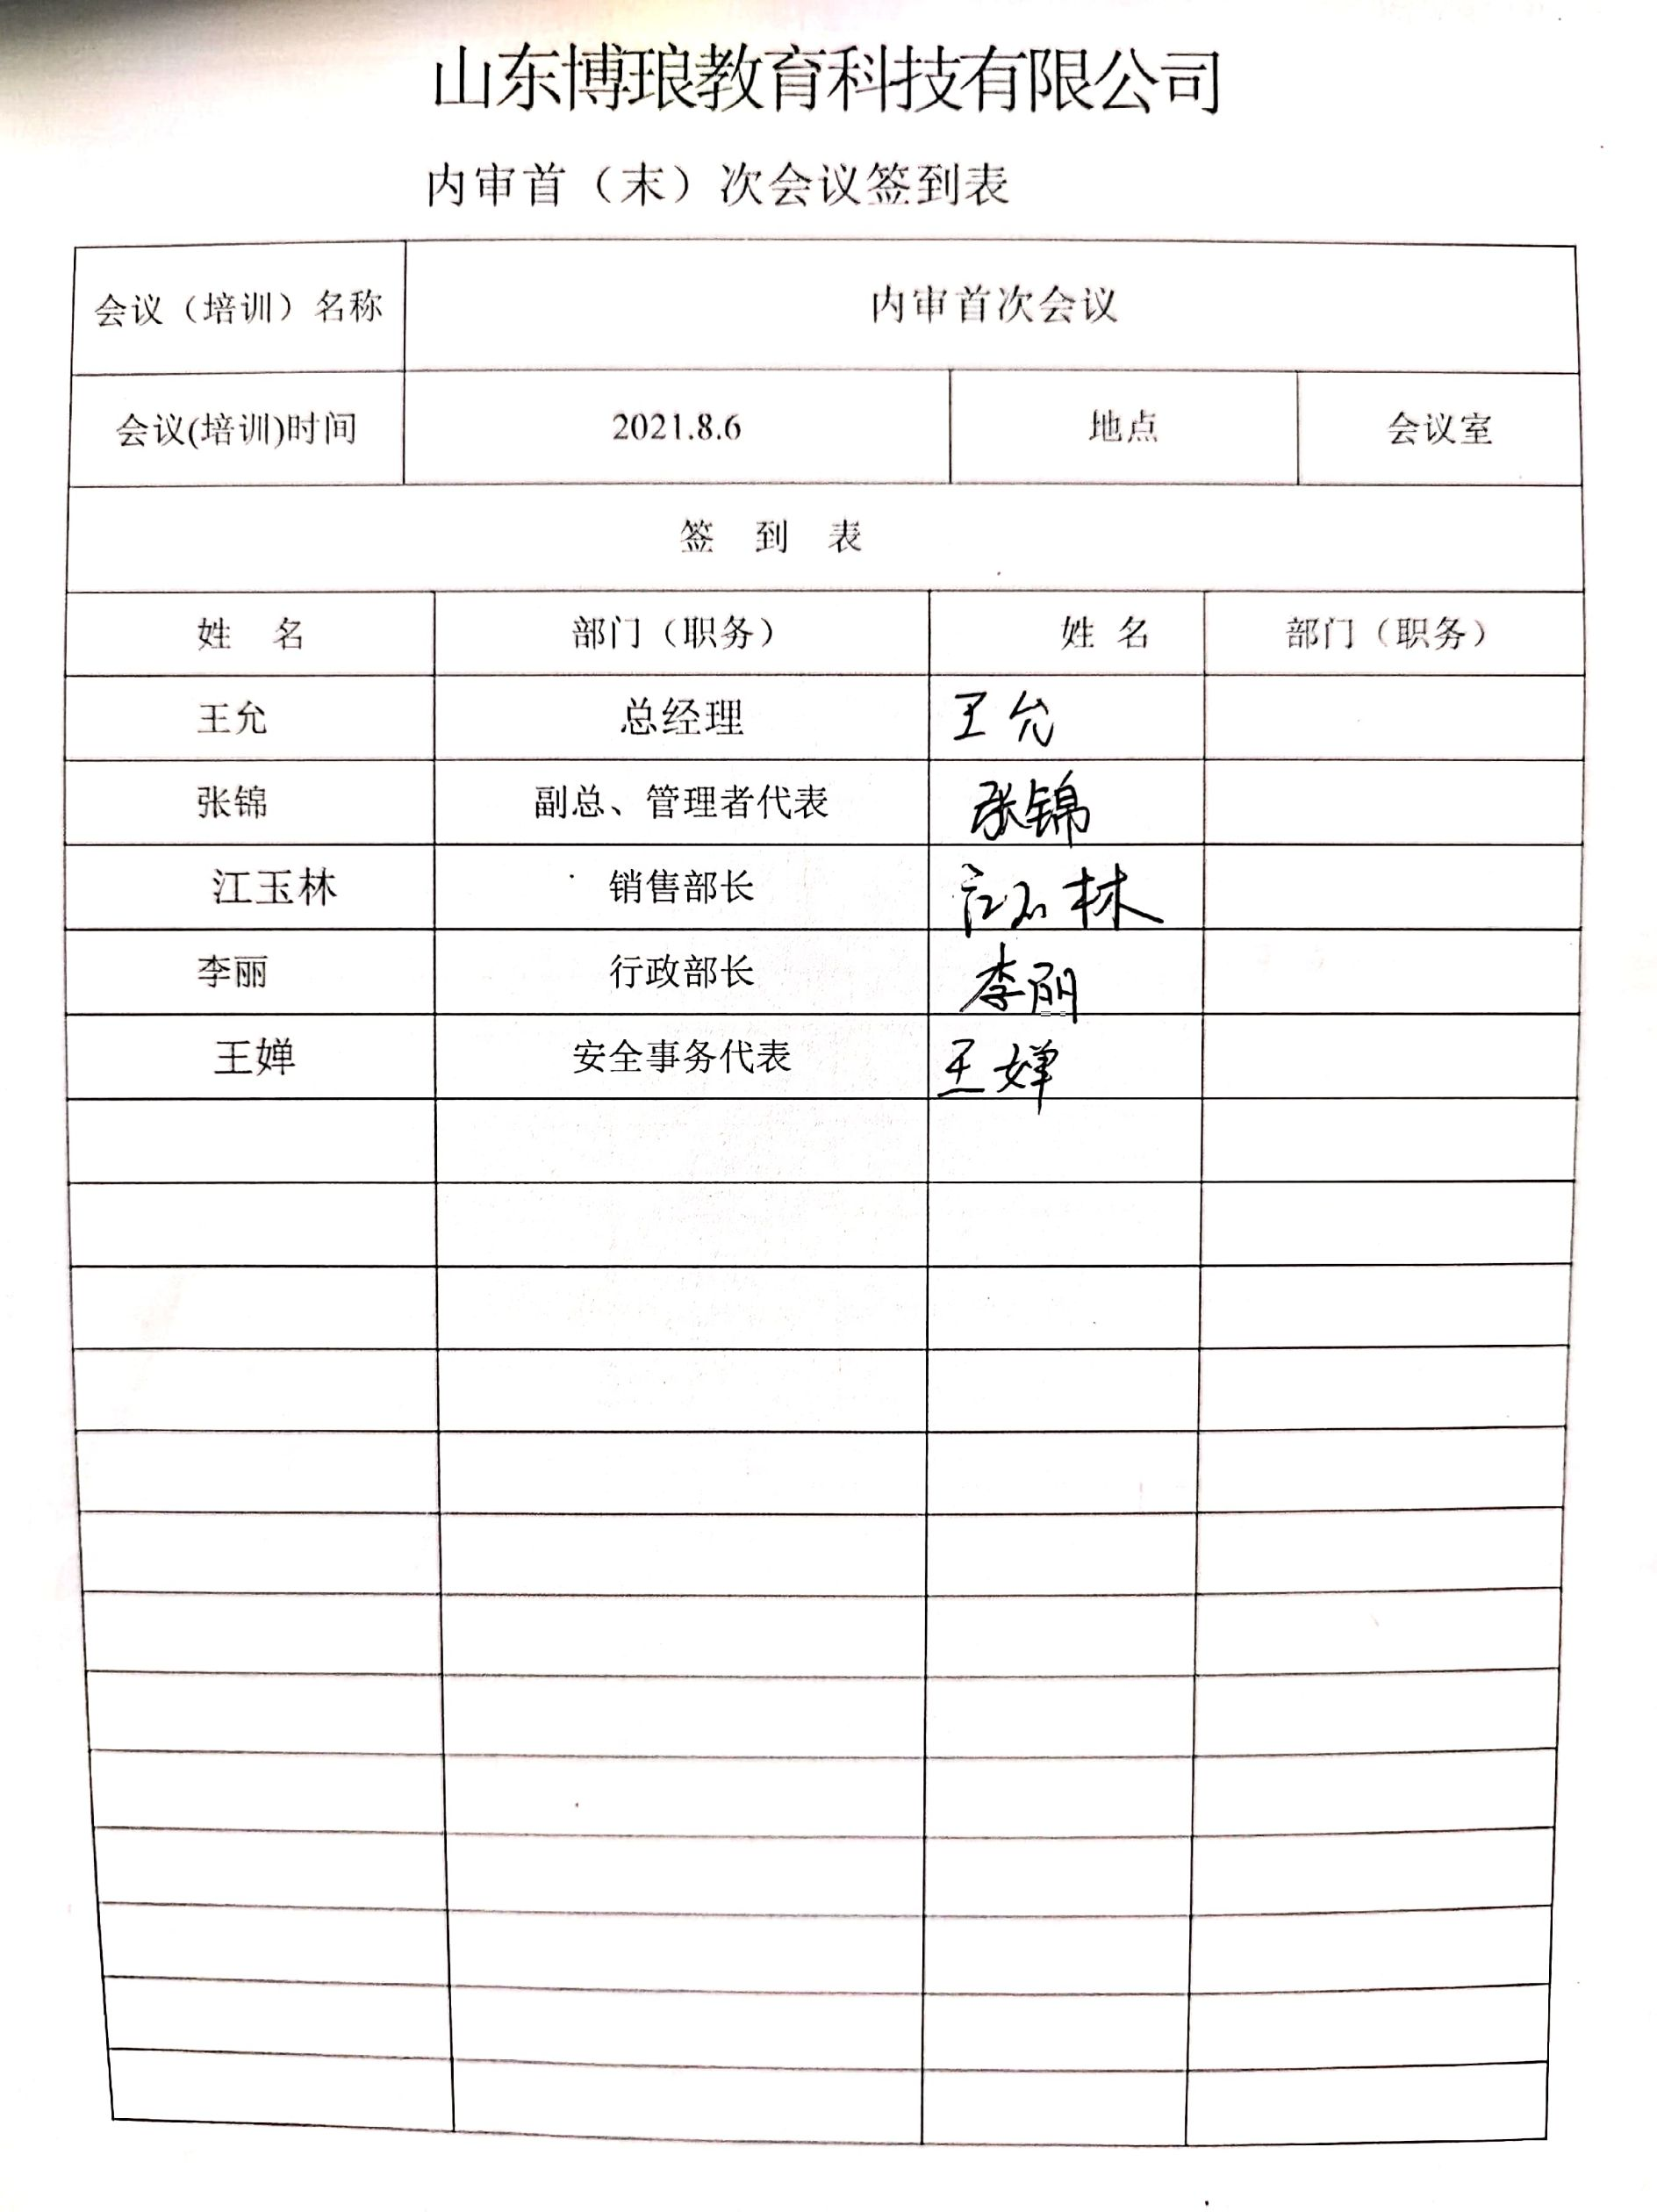 山东博琅教育科技有限公司
内审首（末）次会议签到表
会议（培训）名称 内审首次会议
会议(培训)时间 2021.8.6 地点 会议室
签 到 表
姓 名 部门（职务） 姓 名 部门（职务）
王允 总经理 王允
张锦 副总、管理者代表 张锦
江玉林 销售部长 江玉林
李丽 行政部长 李丽
王婵 安全事务代表 王婵